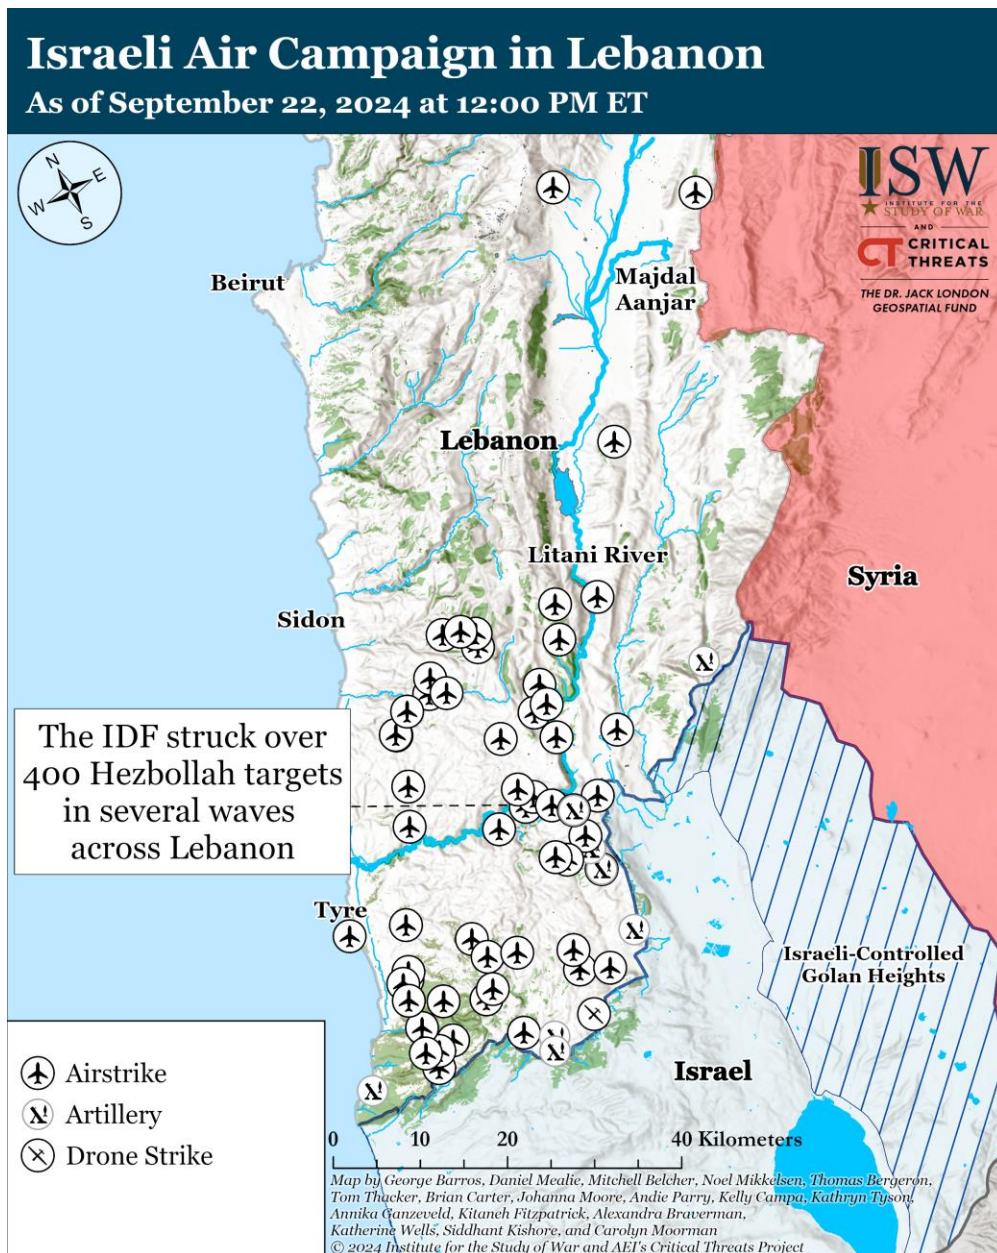 Israeli Air Campaign in Lebanon
As of September 22, 2024 at 12:00 PM ET
N
E
W
S
ISW
INSTITUTE FOR THE
STUDY OF WAR
AND
CT CRITICAL
THREATS
THE DR. JACK LONDON
GEOSPATIAL FUND
Beirut
Majdal
Aanjar
Lebanon
Litani River
Syria
Sidon
The IDF struck over
400 Hezbollah targets
in several waves
across Lebanon
Tyre
Israeli-Controlled
Golan Heights
Israel
Airstrike
Artillery
Drone Strike
0 10 20 40 Kilometers
Map by George Barros, Daniel Mealie, Mitchell Belcher, Noel Mikkelsen, Thomas Bergeron,
Tom Thacker, Brian Carter, Johanna Moore, Andie Parry, Kelly Campa, Kathryn Tyson,
Annika Ganzeveld, Kitaneh Fitzpatrick, Alexandra Braverman,
Katherine Wells, Siddhant Kishore, and Carolyn Moorman
© 2024 Institute for the Study of War and AEI's Critical Threats Project